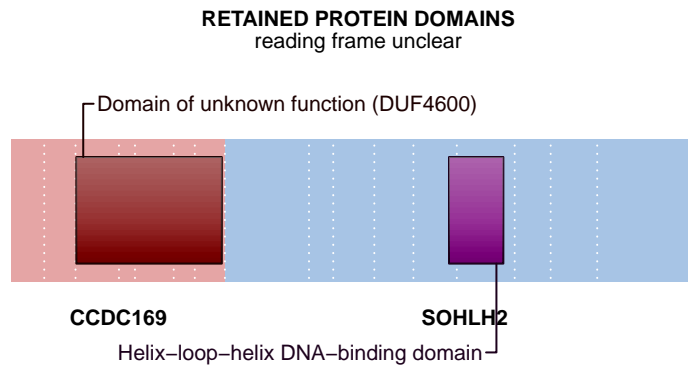 RETAINED PROTEIN DOMAINS
reading frame unclear
Domain of unknown function (DUF4600)
CCDC169 SOHLH2
Helix−loop−helix DNA−binding domain